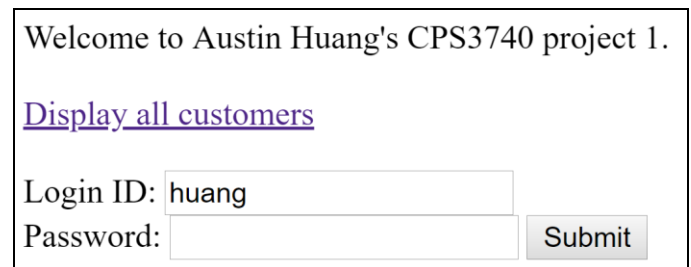 Welcome to Austin Huang's CPS3740 project 1.
Display all customers
Login ID: huang
Password: Submit